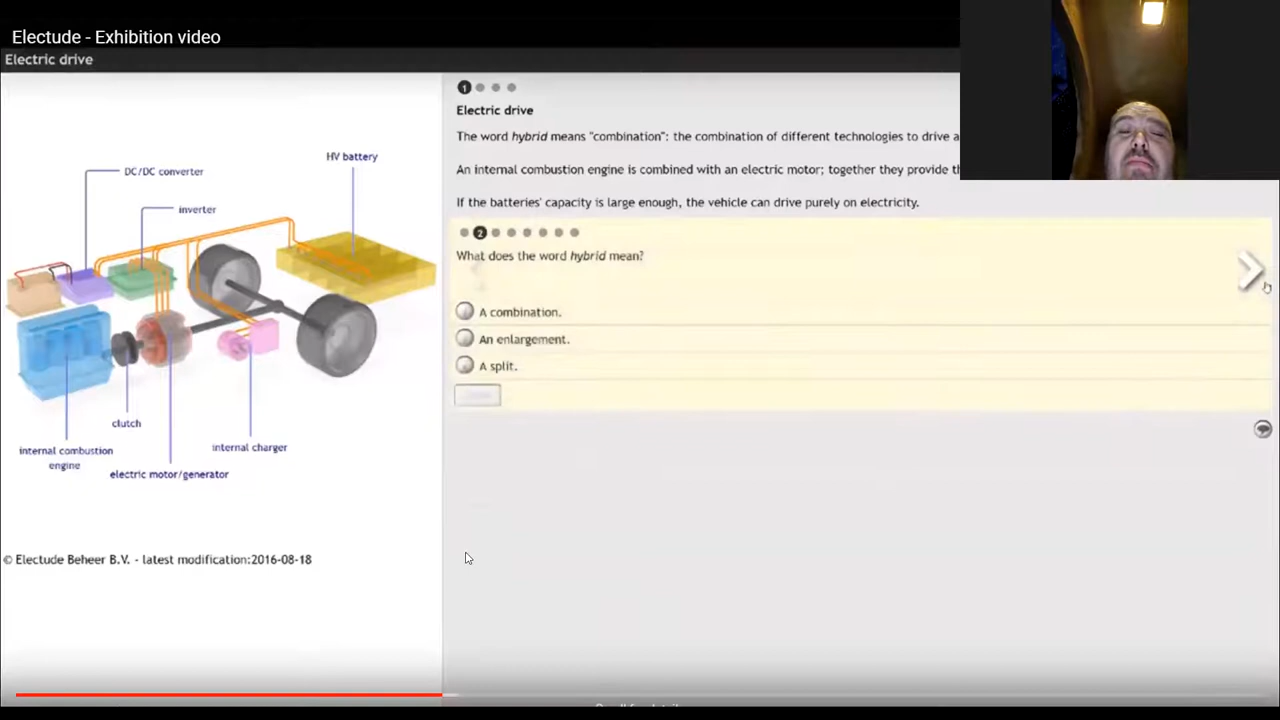 Electude - Exhibition video
Electric drive
HV battery
DC/DC converter
inverter
clutch
internal charger
internal combustion
engine
electric motor/generator
© Electude Beheer B.V. - latest modification:2016-08-18
1
Electric drive
The word hybrid means "combination": the combination of different technologies to drive a
An internal combustion engine is combined with an electric motor; together they provide
If the batteries' capacity is large enough, the vehicle can drive purely on electricity.
2
What does the word hybrid mean?
A combination.
An enlargement.
A split.